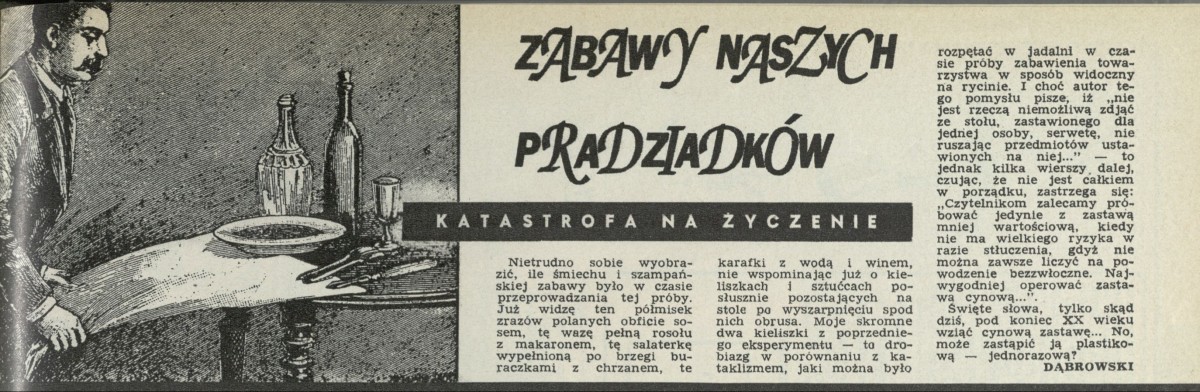 ZABAWY NASZYCH
PRADZIADKÓW
KATASTROFA NA ŻYCZENIE
Nietrudno sobie wyobra-
zić, ile śmiechu i szampań-
skiej zabawy było w czasie
przeprowadzania tej próby.
Już widzę ten półmisek
zrazów polanych obficie so-
sem, tę wazę pełną rosołu
z makaronem, tę salaterkę
wypełnioną po brzegi bu-
raczkami z chrzanem, te
karafki z wodą i winem,
nie wspominając już o kie-
liszkach i sztućcach po-
słusznie pozostających na
stole po wyszarpnięciu spod
nich obrusa. Moje skromne
dwa kieliszki z poprzednie-
go eksperymentu — to dro-
biazg w porównaniu z ka-
taklizmem, jaki można było
rozpętać w jadalni w cza-
sie próby zabawienia towa-
rzystwa w sposób widoczny
na rycinie. I choć autor te-
go pomysłu pisze, iż „nie
jest rzeczą niemożliwą zdjąć
ze stołu, zastawionego dla
jednej osoby, serwetę, nie
ruszając przedmiotów usta-
wionych na niej..." — to
jednak kilka wierszy dalej,
czując, że nie jest całkiem
w porządku, zastrzega się:
„Czytelnikom zalecamy pró-
bować jedynie z zastawą
mniej wartościową, kiedy
nie ma wielkiego ryzyka w
razie stłuczenia, gdyż nie
można zawsze liczyć na po-
wodzenie bezzwłoczne. Naj-
wygodniej operować zasta-
wą cynową...".
Święte słowa, tylko skąd
dziś, pod koniec XX wieku
wziąć cynową zastawę... No,
może zastąpić ją plastiko-
wą — jednorazową?
DĄBROWSKI